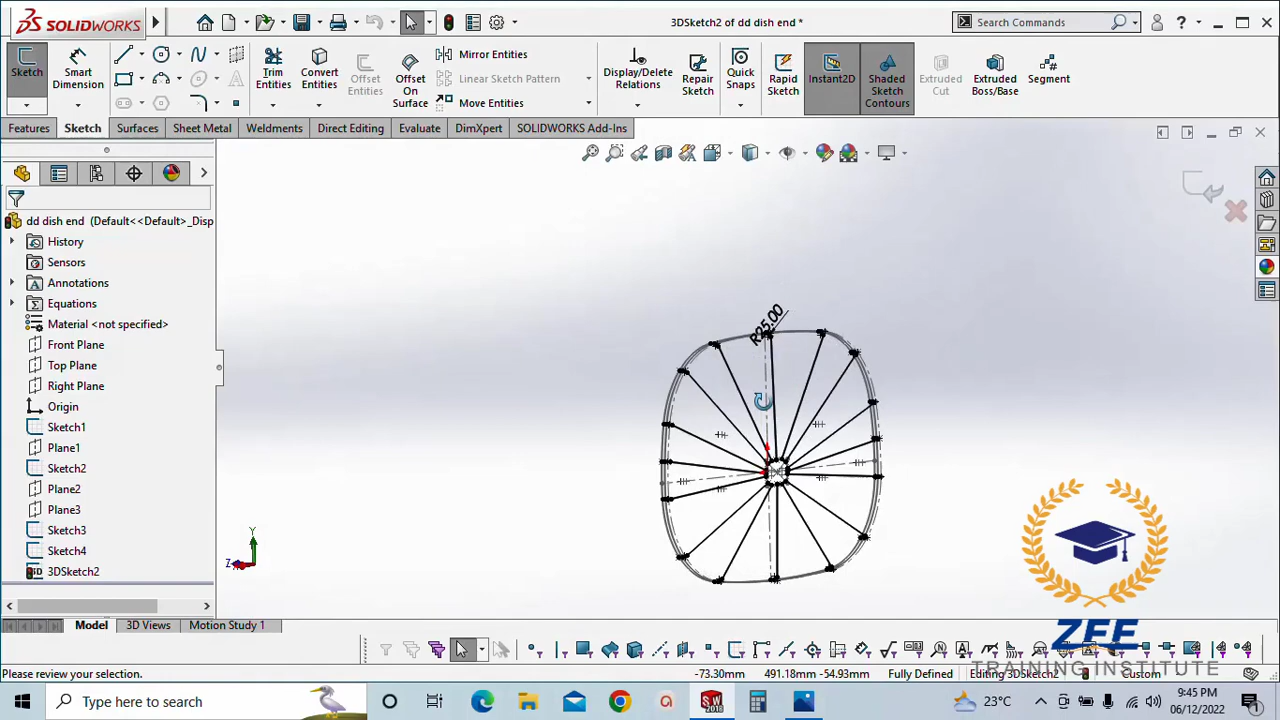 SOLIDWORKS
3DSketch2 of dd dish end *
Search Commands
Sketch
Smart Dimension
Trim Entities
Convert Entities
Offset Entities
Offset On Surface
Mirror Entities
Linear Sketch Pattern
Move Entities
Display/Delete Relations
Repair Sketch
Quick Snaps
Rapid Sketch
Instant2D
Shaded Sketch Contours
Extruded Cut
Extruded Boss/Base
Segment
Features Sketch Surfaces Sheet Metal Weldments Direct Editing Evaluate DimXpert SOLIDWORKS Add-Ins
dd dish end (Default<<Default>_Disp
History
Sensors
Annotations
Equations
Material <not specified>
Front Plane
Top Plane
Right Plane
Origin
Sketch1
Plane1
Sketch2
Plane2
Plane3
Sketch3
Sketch4
3DSketch2
R25.00
Y
Z
Model 3D Views Motion Study 1
ZEE
TRAINING INSTITUTE
Please review your selection.
-73.30mm 491.18mm -54.93mm Fully Defined Editing 3DSketch2 Custom
Type here to search
SW
2018
23°C
9:45 PM
06/12/2022